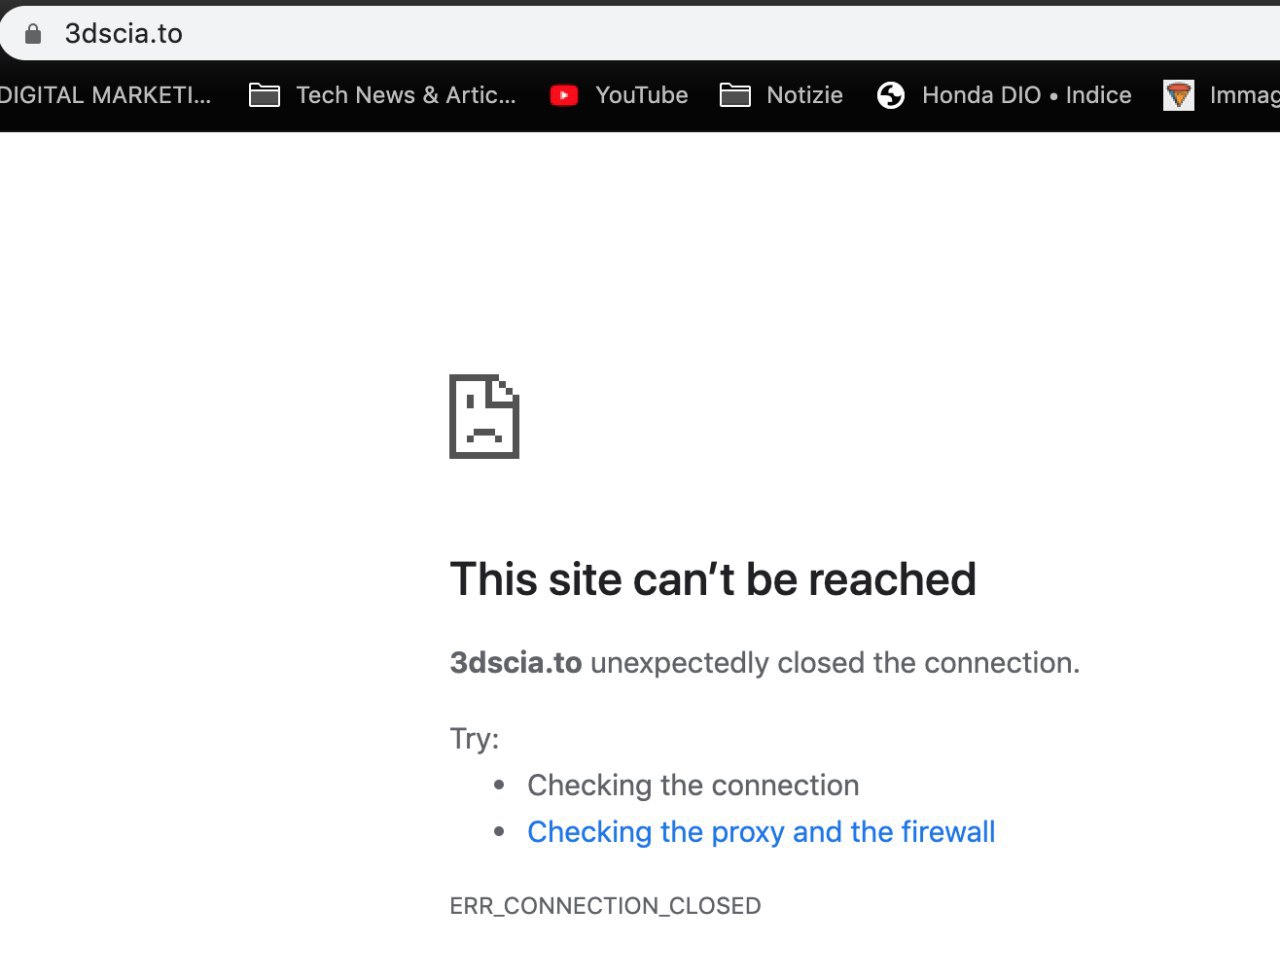 3dscia.to
DIGITAL MARKETI... Tech News & Artic... YouTube Notizie Honda DIO • Indice Immag
This site can’t be reached
3dscia.to unexpectedly closed the connection.
Try:
• Checking the connection
• Checking the proxy and the firewall
ERR_CONNECTION_CLOSED